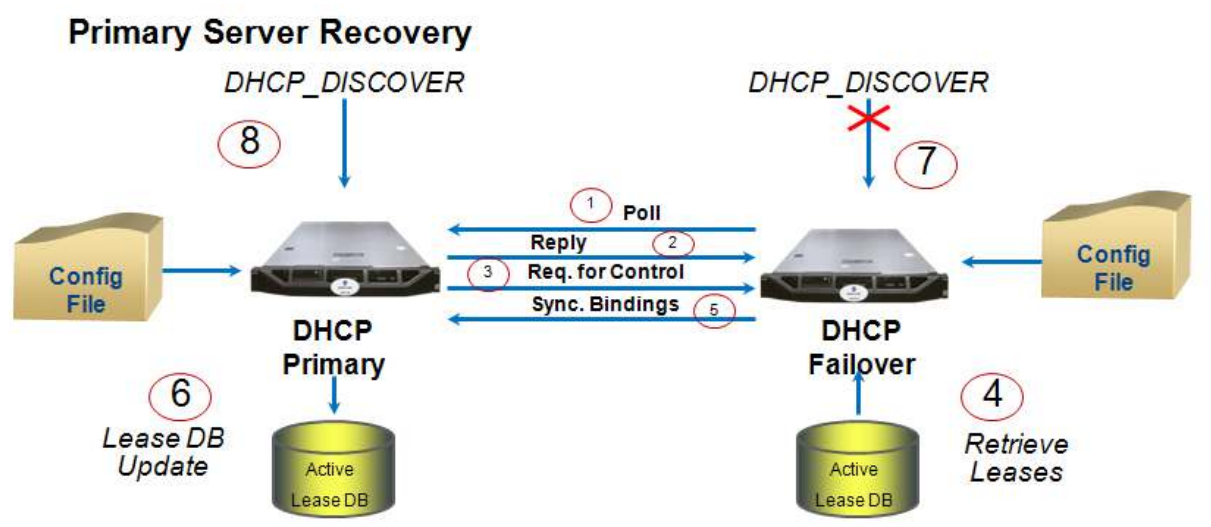 Primary Server Recovery
DHCP_DISCOVER
DHCP_DISCOVER
8
7
1
Poll
Reply
2
3
Req. for Control
Sync. Bindings
5
Config
File
Config
File
DHCP
Primary
DHCP
Failover
6
Lease DB
Update
Active
Lease DB
4
Retrieve
Leases
Active
Lease DB